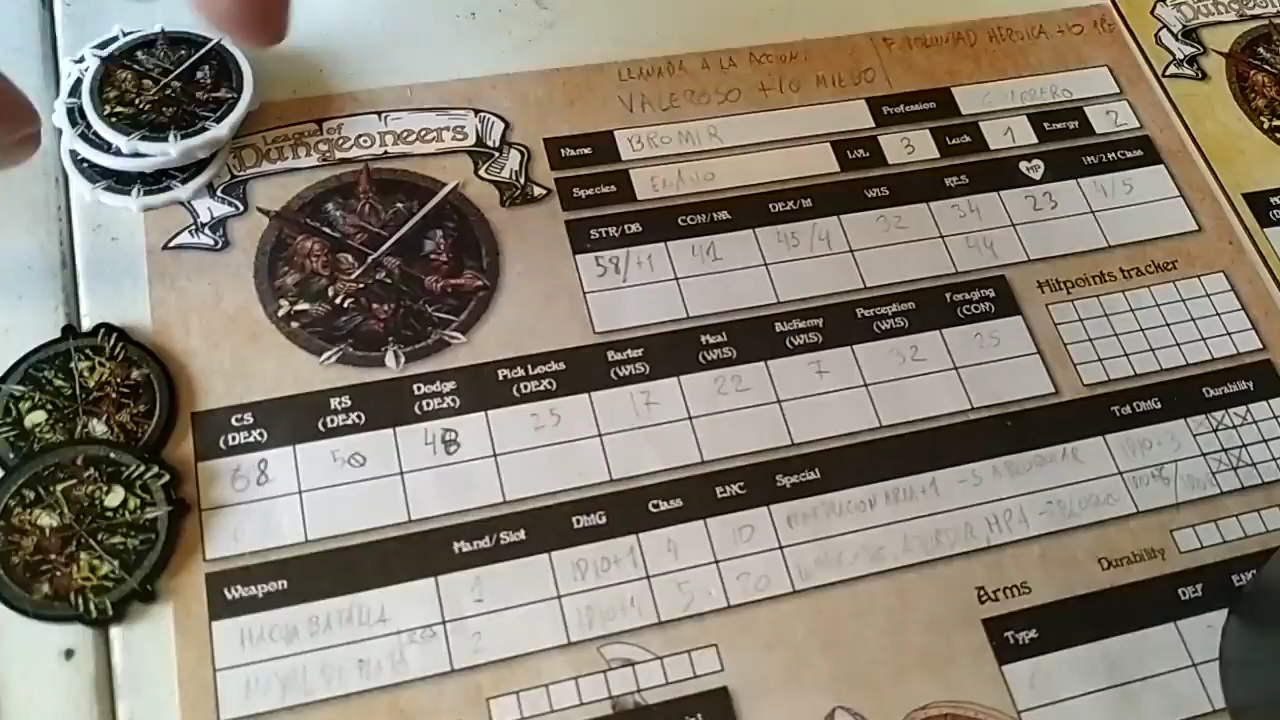 LLAMADA A LA ACCION:
VALEROSO +10 MIEDO
P. VOLUNTAD HEROICA +10
League of
Dungeoneers
Name BROMIR Profession
Species ENANO LVL 3 Luck 1 Energy 2
STR/DB CON/NA DEX/M WIS RES HP 1H/2H Class
58/+1 41 45/4 32 34 23 4/5
44
Hitpoints tracker
CS (DEX) RS (DEX) Dodge (DEX) Pick Locks (DEX) Barter (WIS) Heal (WIS) Alchemy (WIS) Perception (WIS) Foraging (CON)
68 50 48 25 17 22 7 32 25
Weapon Hand/Slot DMG Class ENC Special Tot DMG Durability
HACHA BATALLA 1 1D10+1 4 10 1D10+3
2 1D10+4 5 20
Arms Durability
Type DEF ENC